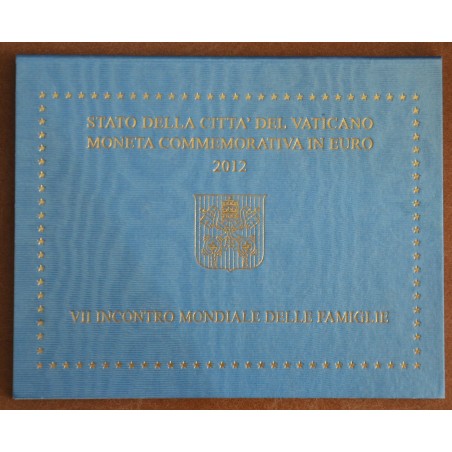 STATO DELLA CITTA' DEL VATICANO
MONETA COMMEMORATIVA IN EURO
2012
VII INCONTRO MONDIALE DELLE FAMIGLIE